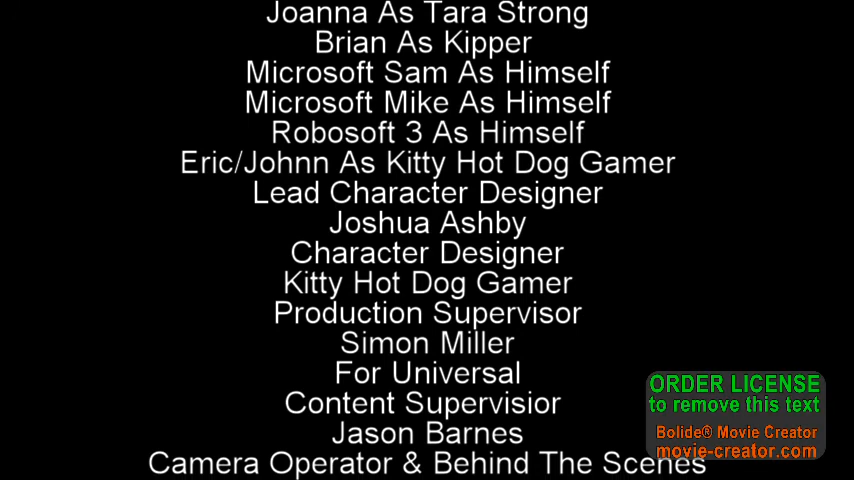 Joanna As Tara Strong
Brian As Kipper
Microsoft Sam As Himself
Microsoft Mike As Himself
Robosoft 3 As Himself
Eric/Johnn As Kitty Hot Dog Gamer
Lead Character Designer
Joshua Ashby
Character Designer
Kitty Hot Dog Gamer
Production Supervisor
Simon Miller
For Universal
Content Supervisior
Jason Barnes
Camera Operator & Behind The Scenes
ORDER LICENSE
to remove this text
Bolide® Movie Creator
movie-creator.com